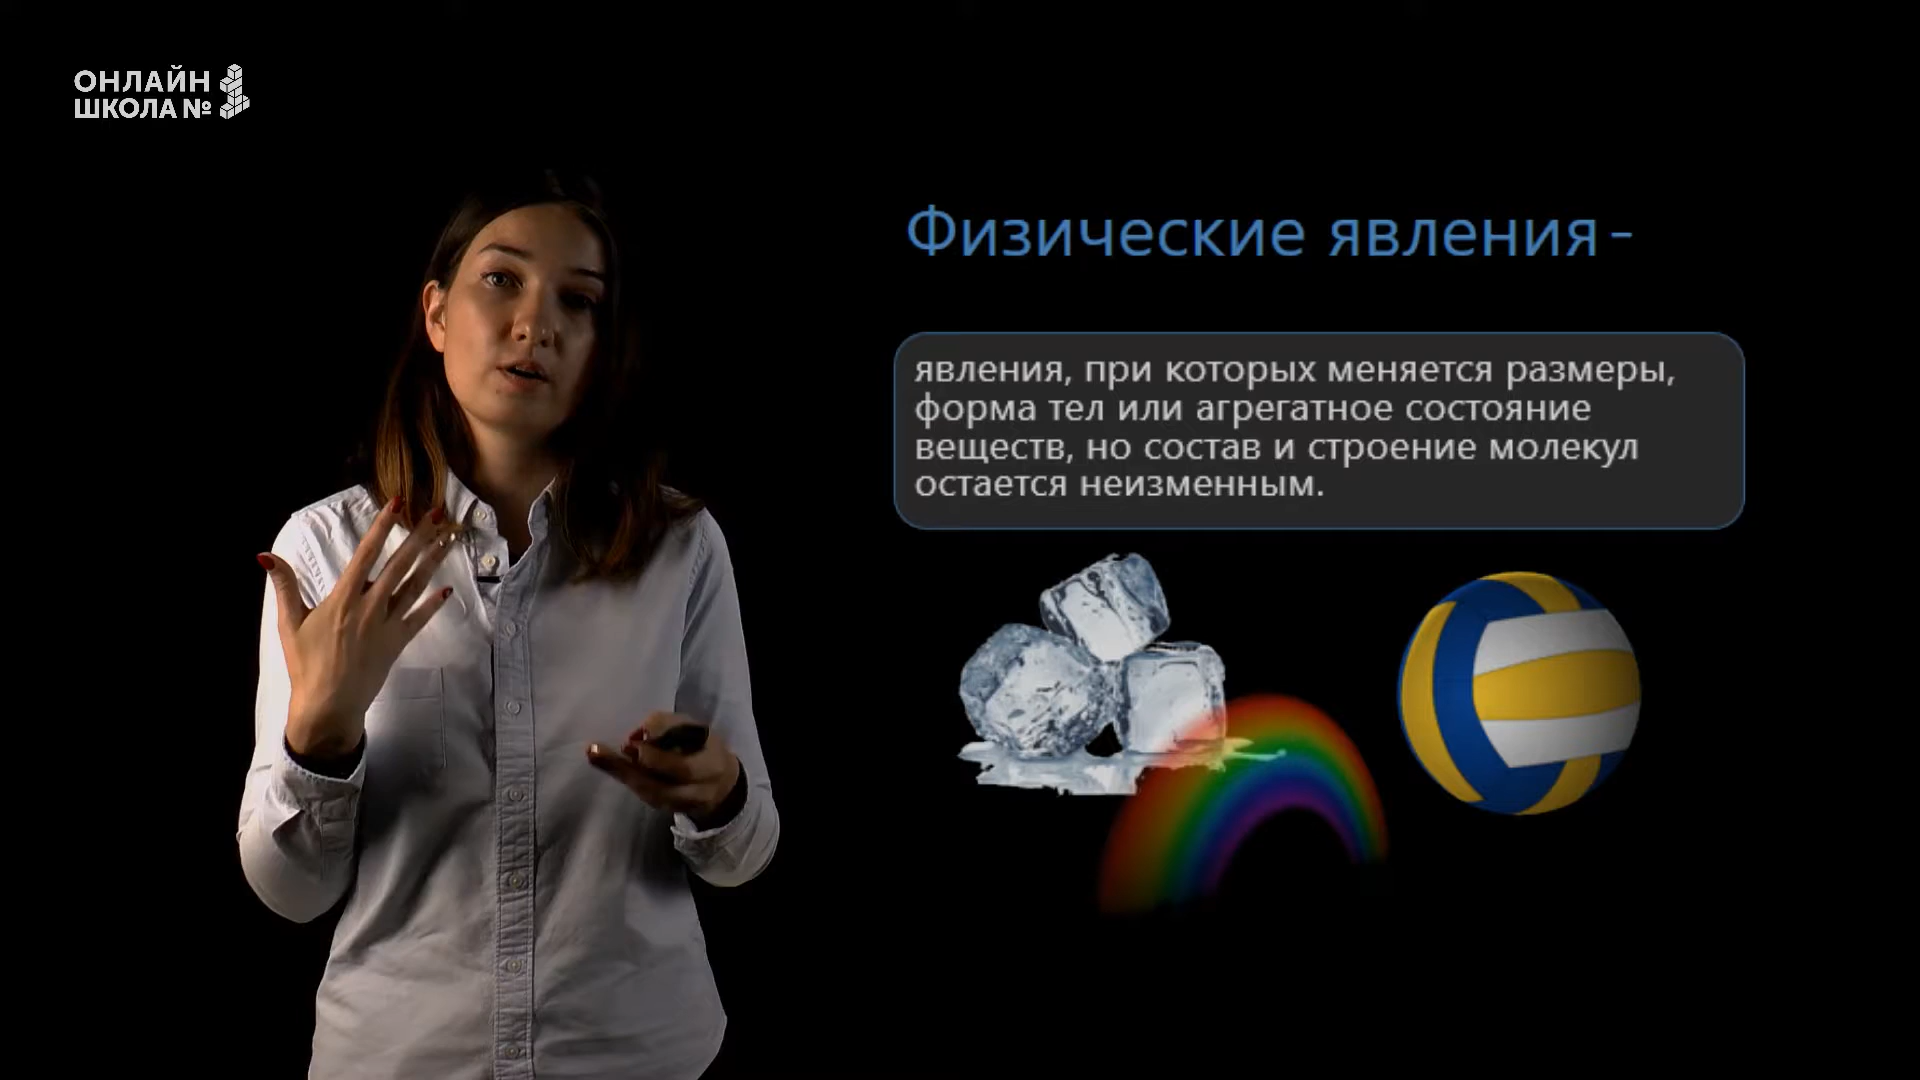 ОНЛАЙН
ШКОЛА №
Физические явления -
явления, при которых меняется размеры,
форма тел или агрегатное состояние
веществ, но состав и строение молекул
остается неизменным.